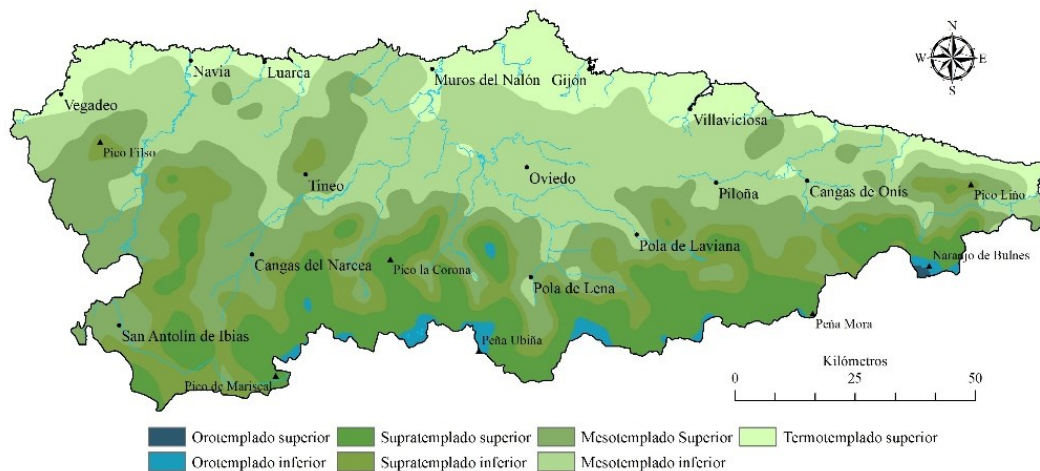 N
W E
S
Navia
Luarca
Muros del Nalón
Gijón
Vegadeo
Villaviciosa
Pico Filso
Tineo
Oviedo
Piloña
Cangas de Onís
Pico Liño
Pola de Laviana
Cangas del Narcea
Pico la Corona
Naranjo de Bulnes
Pola de Lena
San Antolín de Ibias
Peña Ubiña
Peña Mora
Pico de Mariscal
Kilómetros
0 25 50
Orotemplado superior
Supratemplado superior
Mesotemplado Superior
Termotemplado superior
Orotemplado inferior
Supratemplado inferior
Mesotemplado inferior